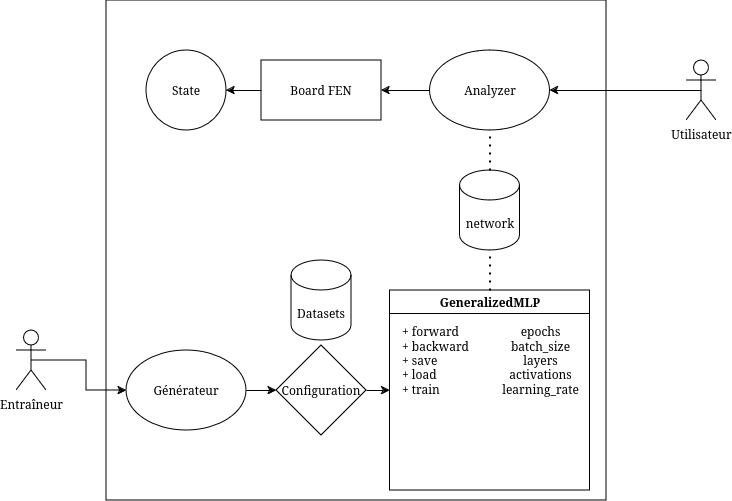 State
Board FEN
Analyzer
Utilisateur
network
Datasets
GeneralizedMLP
+ forward epochs
+ backward batch_size
+ save layers
+ load activations
+ train learning_rate
Générateur
Configuration
Entraîneur